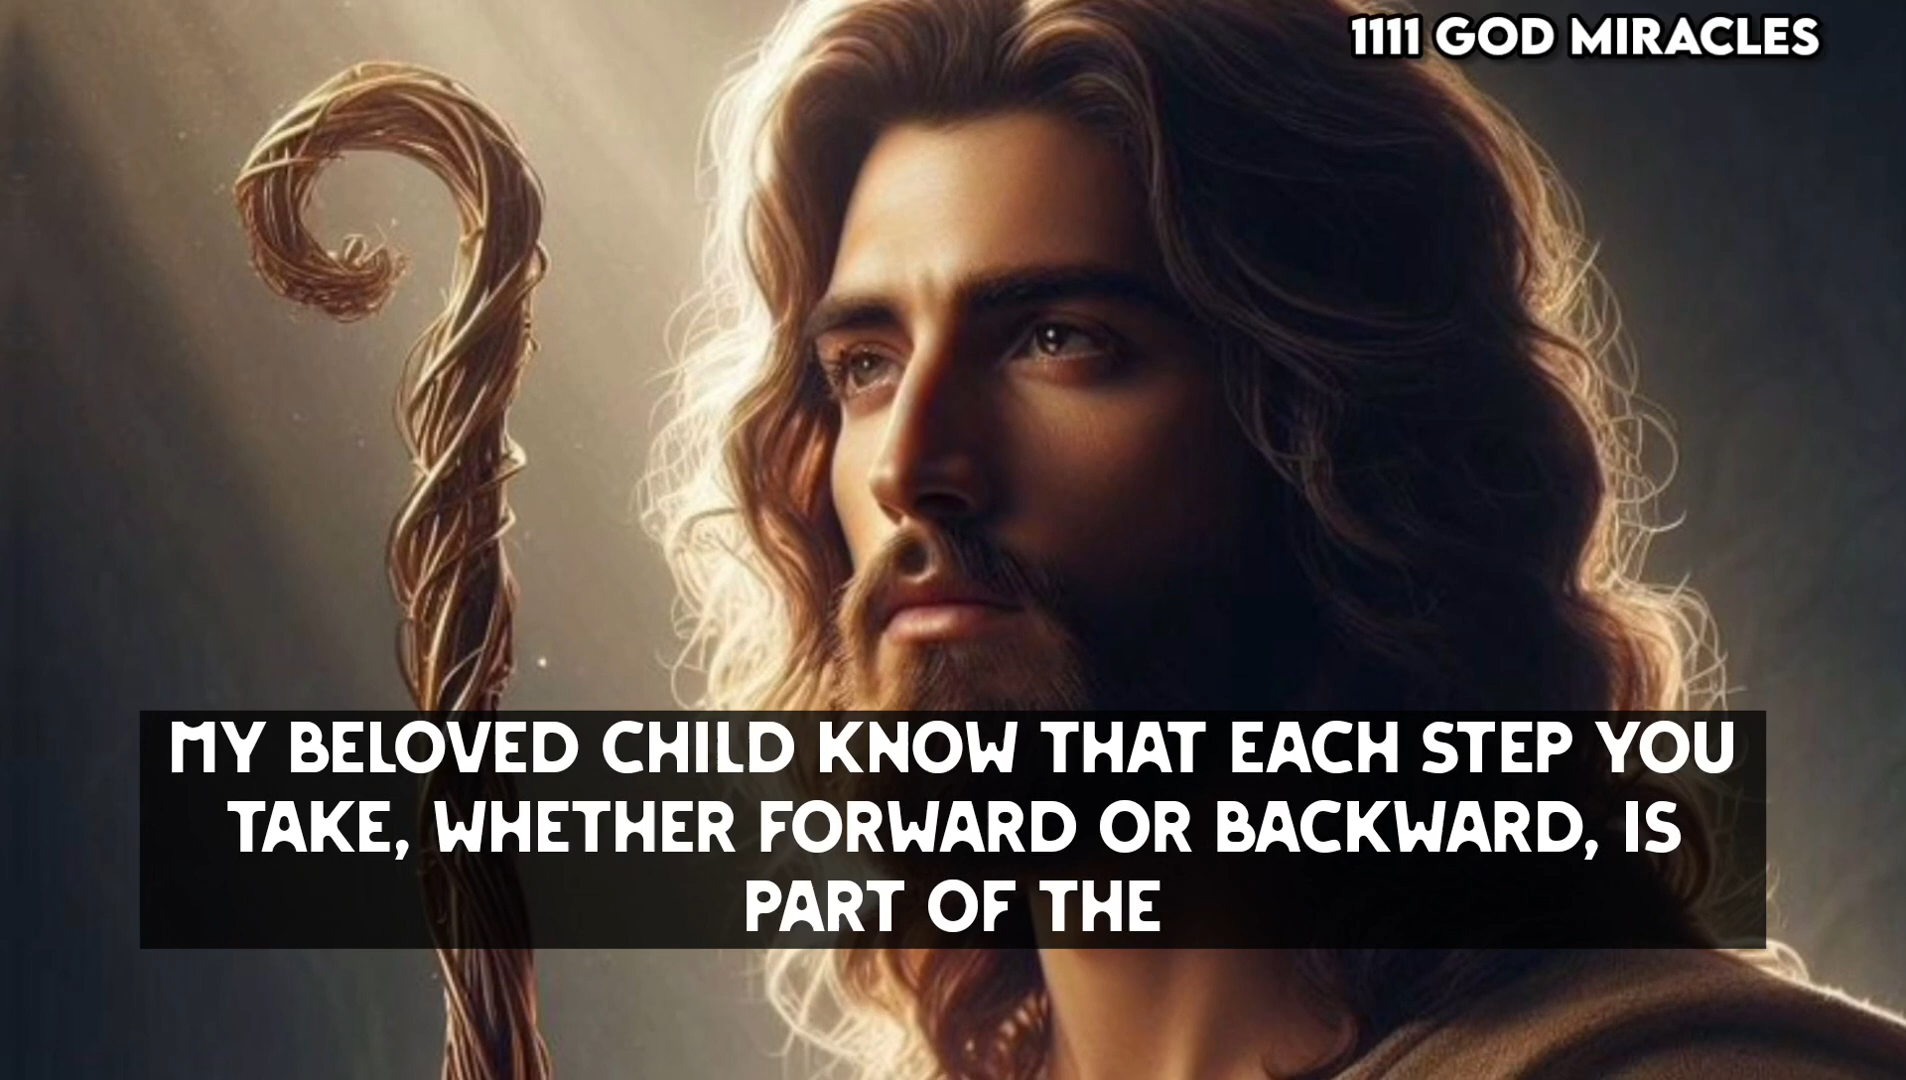 1111 GOD MIRACLES
MY BELOVED CHILD KNOW THAT EACH STEP YOU
TAKE, WHETHER FORWARD OR BACKWARD, IS
PART OF THE